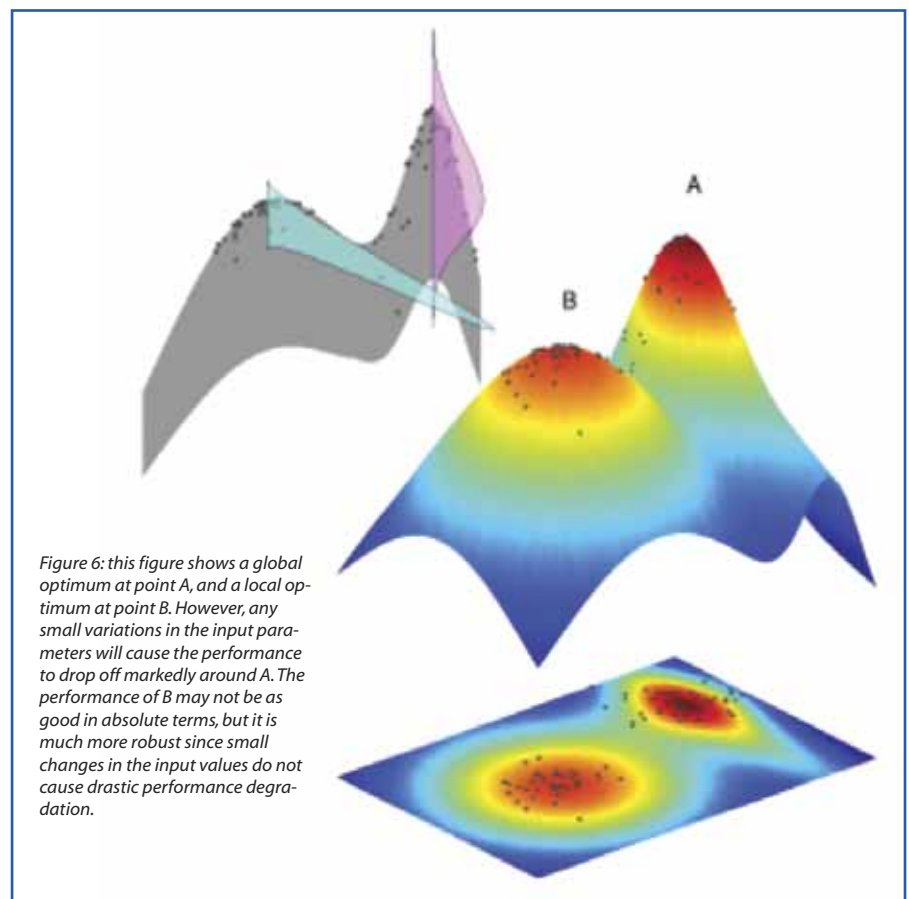 A
B
Figure 6: this figure shows a global
optimum at point A, and a local op-
timum at point B. However, any
small variations in the input para-
meters will cause the performance
to drop off markedly around A. The
performance of B may not be as
good in absolute terms, but it is
much more robust since small
changes in the input values do not
cause drastic performance degra-
dation.